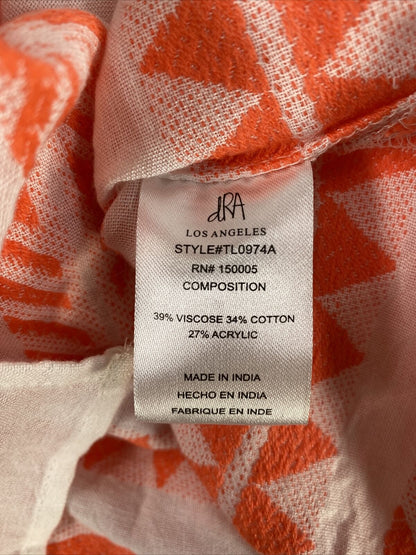 dRA
LOS ANGELES
STYLE#TL0974A
RN# 150005
COMPOSITION
39% VISCOSE 34% COTTON
27% ACRYLIC
MADE IN INDIA
HECHO EN INDIA
FABRIQUE EN INDE